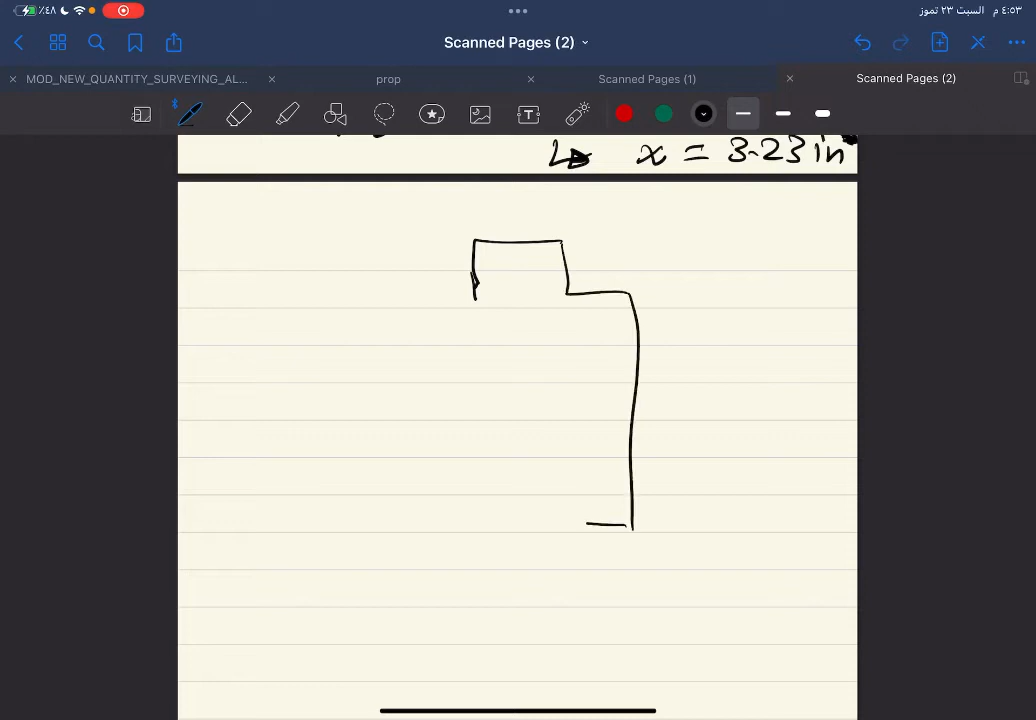 ٪٤٨
٤:٥٣ م السبت ٢٣ تموز
Scanned Pages (2)
MOD_NEW_QUANTITY_SURVEYING_AL...
prop
Scanned Pages (1)
Scanned Pages (2)
T
x = 3.23 in